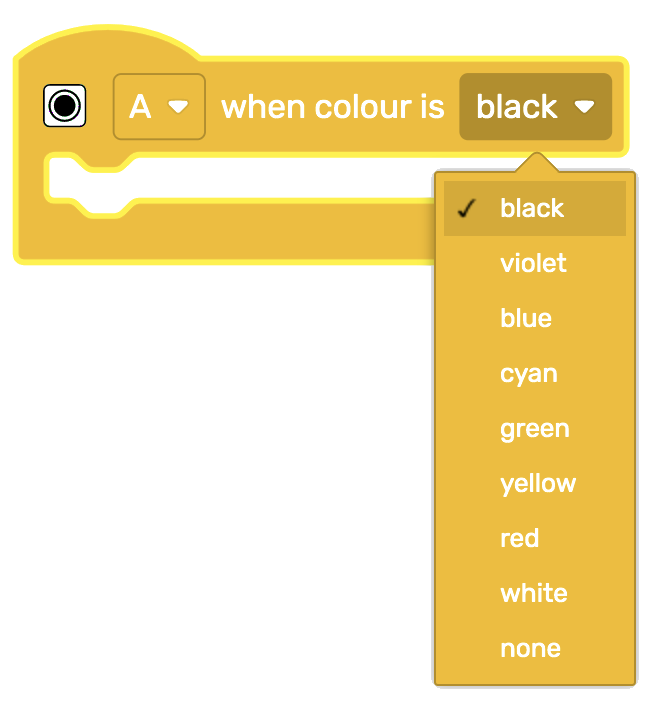 A when colour is black
black
violet
blue
cyan
green
yellow
red
white
none